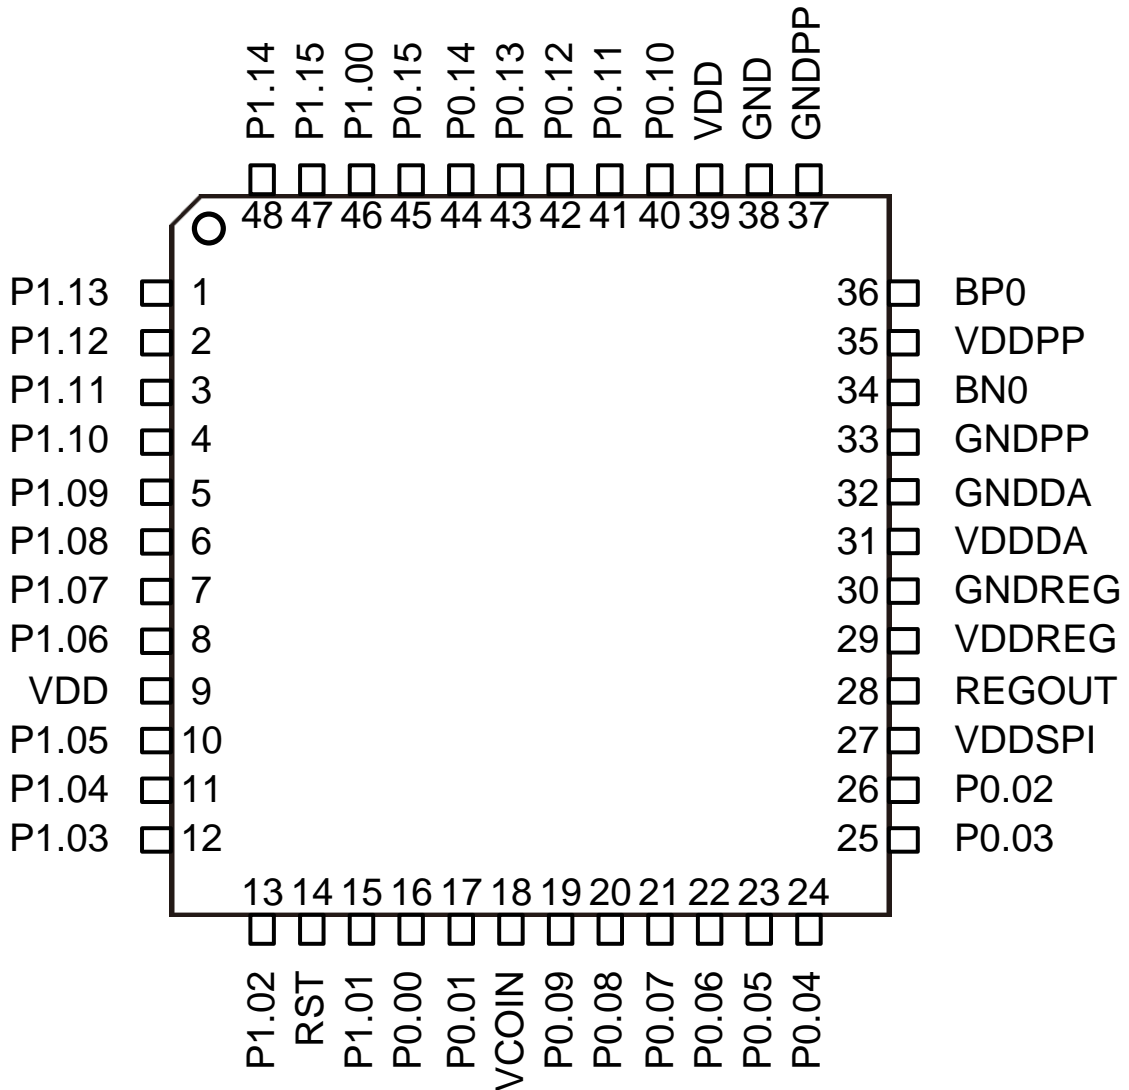 P1.14 P1.15 P1.00 P0.15 P0.14 P0.13 P0.12 P0.11 P0.10 VDD GND GNDPP
48 47 46 45 44 43 42 41 40 39 38 37
P1.13 1 36 BP0
P1.12 2 35 VDDPP
P1.11 3 34 BN0
P1.10 4 33 GNDPP
P1.09 5 32 GNDDA
P1.08 6 31 VDDDA
P1.07 7 30 GNDREG
P1.06 8 29 VDDREG
VDD 9 28 REGOUT
P1.05 10 27 VDDSPI
P1.04 11 26 P0.02
P1.03 12 25 P0.03
13 14 15 16 17 18 19 20 21 22 23 24
P1.02 RST P1.01 P0.00 P0.01 VCOIN P0.09 P0.08 P0.07 P0.06 P0.05 P0.04